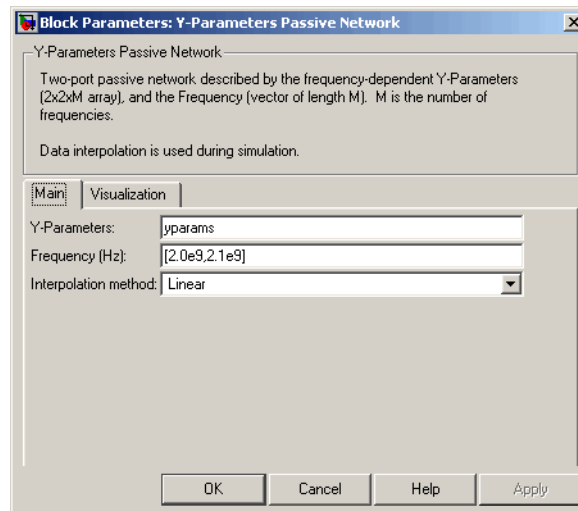 Block Parameters: Y-Parameters Passive Network
Y-Parameters Passive Network
Two-port passive network described by the frequency-dependent Y-Parameters
(2x2xM array), and the Frequency (vector of length M). M is the number of
frequencies.
Data interpolation is used during simulation.
Main Visualization
Y-Parameters: yparams
Frequency (Hz): [2.0e9,2.1e9]
Interpolation method: Linear
OK Cancel Help Apply